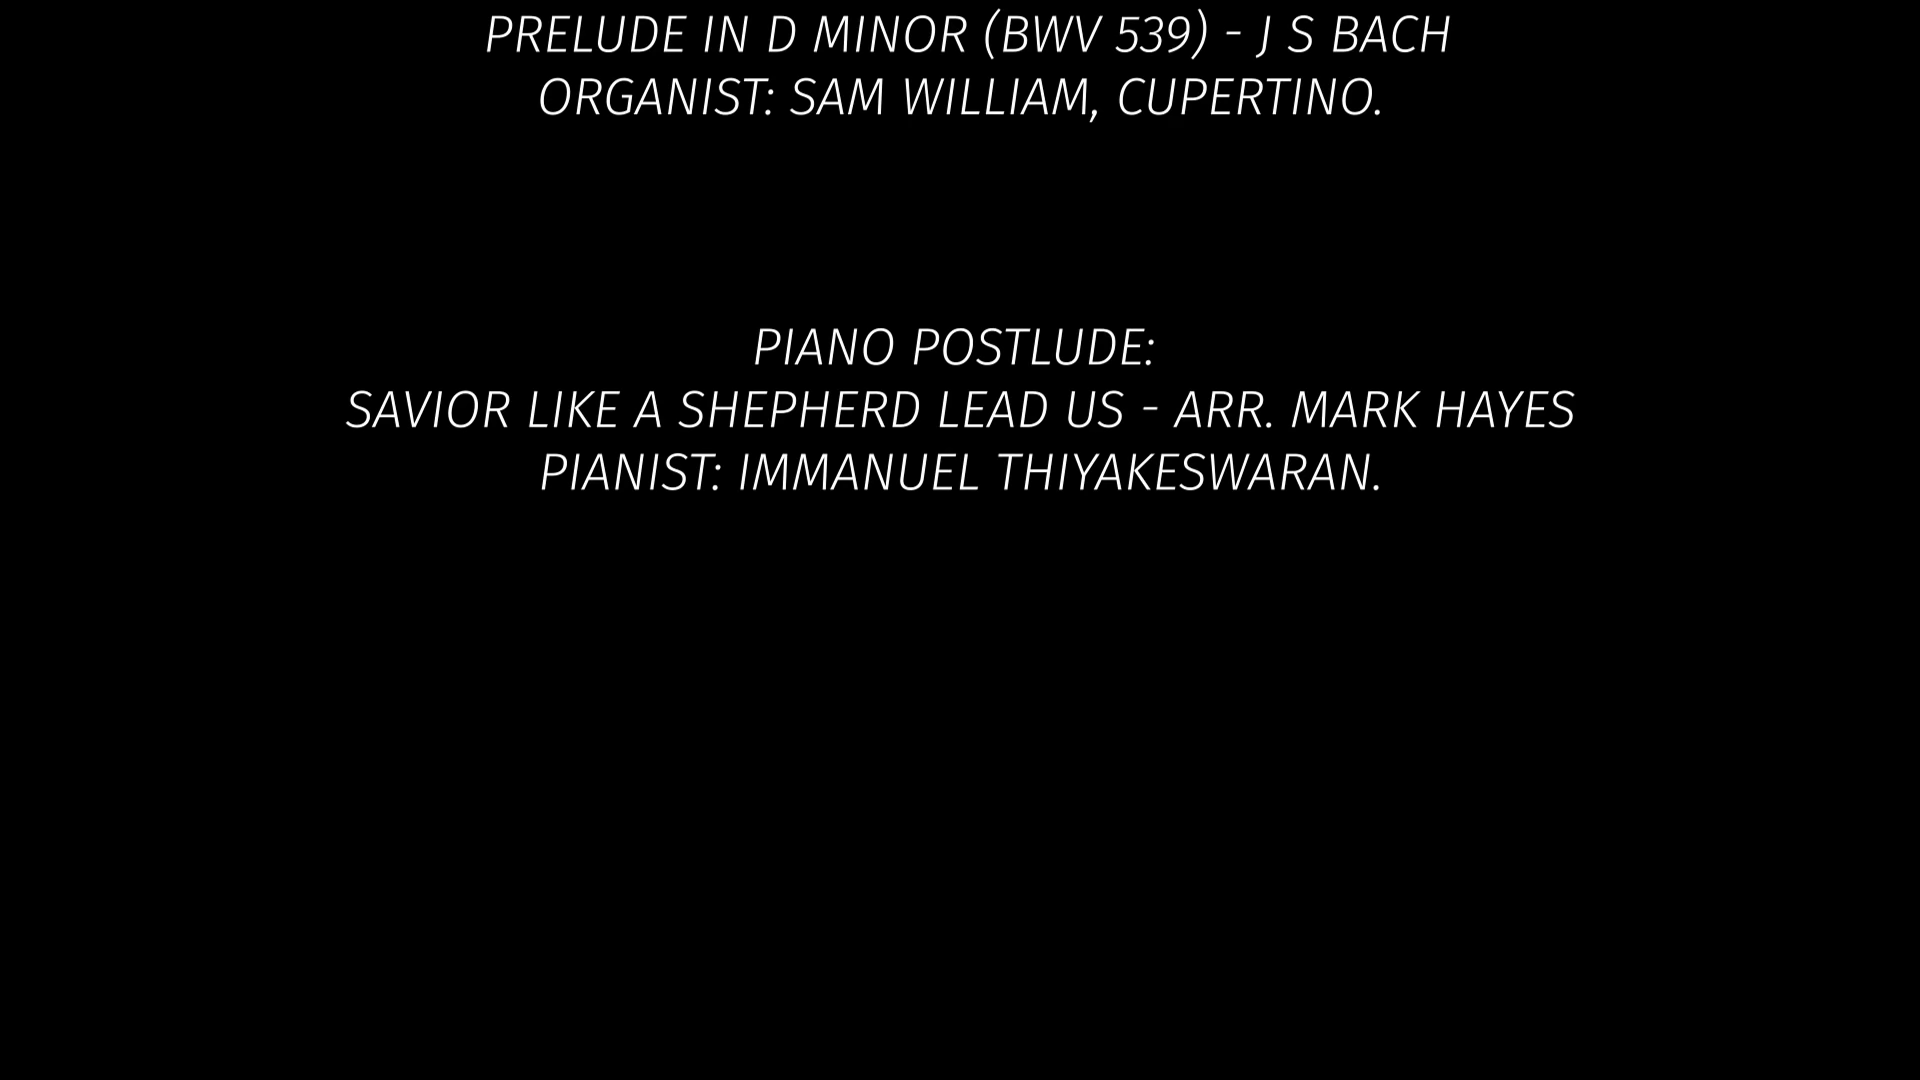 PRELUDE IN D MINOR (BWV 539) - J S BACH
ORGANIST: SAM WILLIAM, CUPERTINO.
PIANO POSTLUDE:
SAVIOR LIKE A SHEPHERD LEAD US - ARR. MARK HAYES
PIANIST: IMMANUEL THIYAKESWARAN.